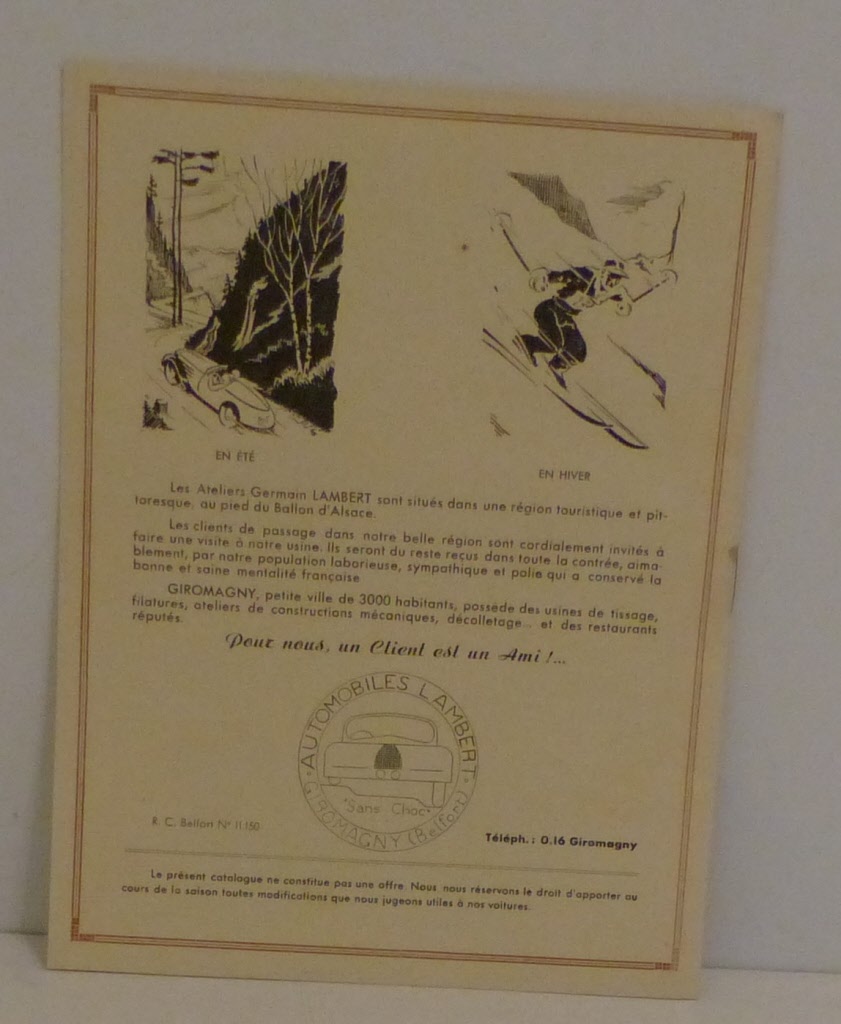 EN ÉTÉ
EN HIVER
Les Ateliers Germain LAMBERT sont situés dans une région touristique et pit-
toresque, au pied du Ballon d'Alsace.
Les clients de passage dans notre belle région sont cordialement invités à
faire une visite à notre usine. Ils seront du reste reçus dans toute la contrée, aima-
blement, par notre population laborieuse, sympathique et polie qui a conservé la
bonne et saine mentalité française
GIROMAGNY, petite ville de 3000 habitants, possède des usines de tissage,
filatures, ateliers de constructions mécaniques, décolletage... et des restaurants
réputés.
Pour nous, un Client est un Ami !...
AUTOMOBILES LAMBERT
"Sans Choc"
GIROMAGNY (Belfort)
R. C. Belfort N° 11-150
Téléph. : 0.16 Giromagny
Le présent catalogue ne constitue pas une offre. Nous nous réservons le droit d'apporter au
cours de la saison toutes modifications que nous jugeons utiles à nos voitures.